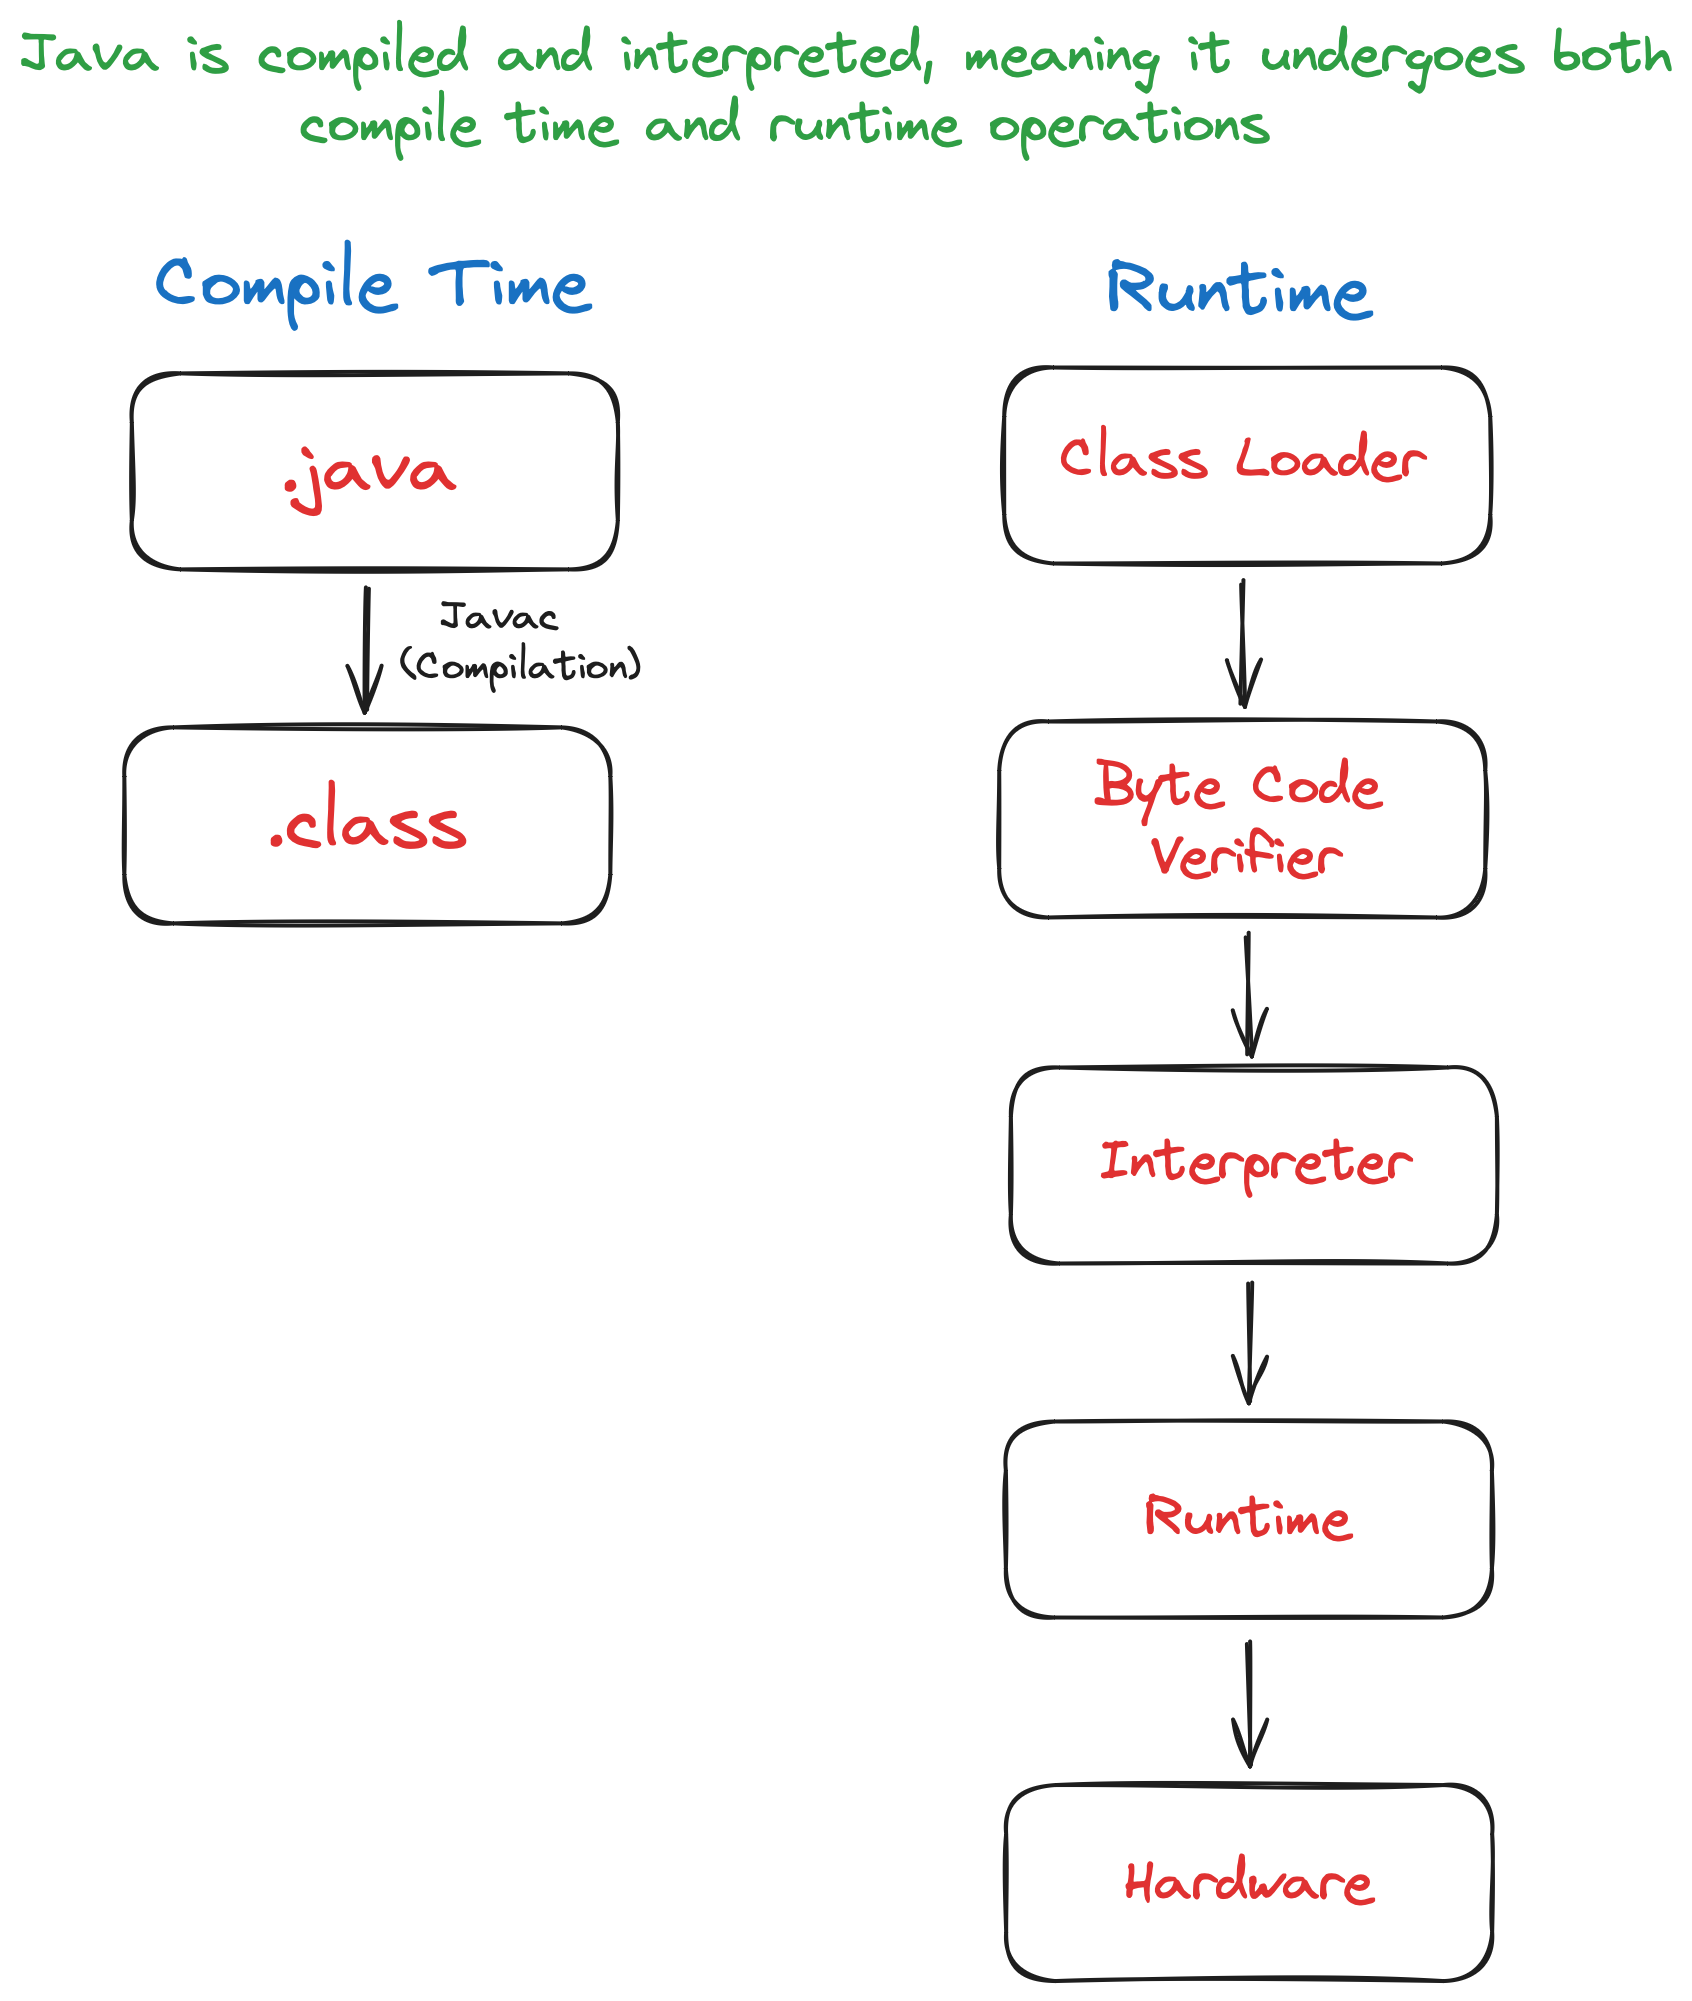 Java is compiled and interpreted, meaning it undergoes both
compile time and runtime operations
Compile Time
.java
Javac
(Compilation)
.class
Runtime
Class Loader
Byte Code
Verifier
Interpreter
Runtime
Hardware